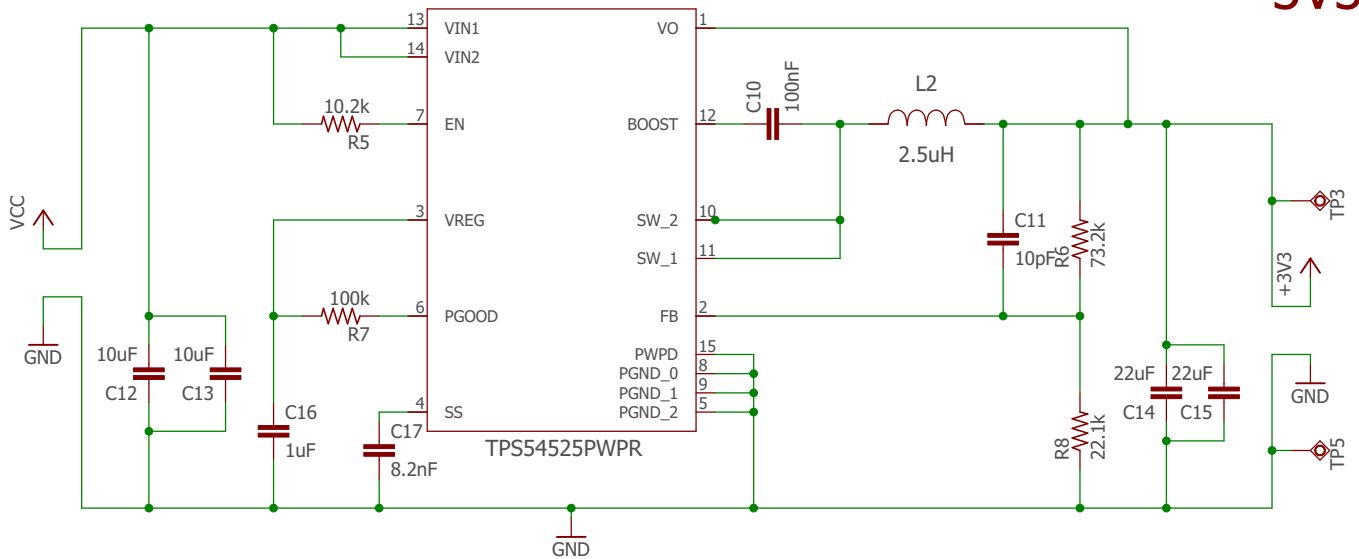 3V3
13
VIN1
VO
1
14
VIN2
C10
100nF
L2
10.2k
7
EN
BOOST
12
R5
2.5uH
VCC
3
VREG
SW_2
10
C11
TP3
SW_1
11
10pF
R6
73.2k
+3V3
100k
6
PGOOD
FB
2
R7
GND
PWPD
15
10uF
10uF
PGND_0
8
22uF
22uF
C12
C13
PGND_1
9
GND
4
SS
PGND_2
5
C14
C15
C16
C17
1uF
TPS54525PWPR
R8
22.1k
TP5
8.2nF
GND